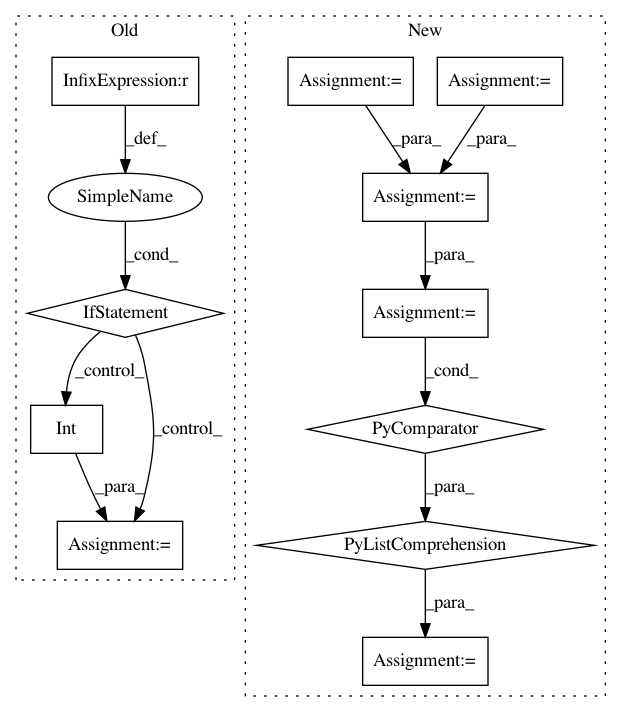 Old
New
InfixExpression:r
Assignment:=
Assignment:=
_def_
_para_
_para_
SimpleName
Assignment:=
_cond_
_para_
IfStatement
Assignment:=
_control_
_control_
_cond_
Int
PyComparator
_para_
_para_
Assignment:=
PyListComprehension
_para_
Assignment:=